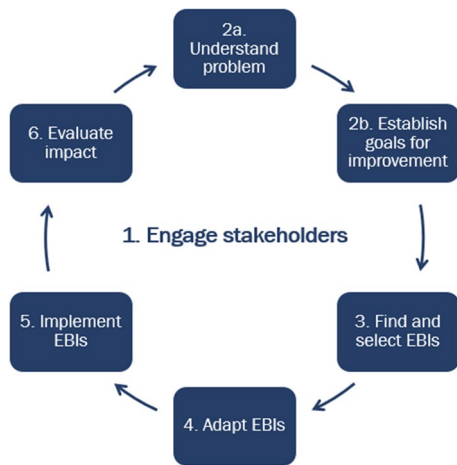 2a.
Understand
problem
2b. Establish
goals for
improvement
6. Evaluate
impact
1. Engage stakeholders
5. Implement
EBIs
3. Find and
select EBIs
4. Adapt EBIs